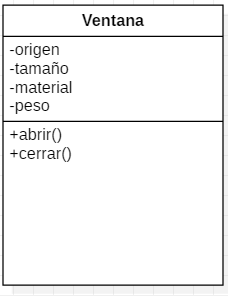 Ventana
-origen
-tamaño
-material
-peso
+abrir()
+cerrar()